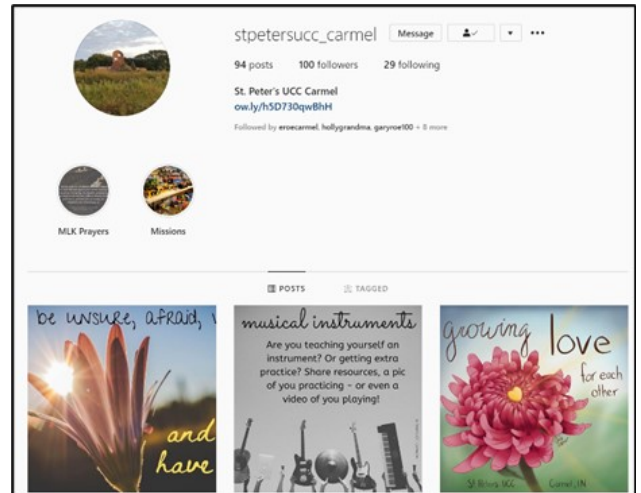 stpetersucc_carmel Message
94 posts 100 followers 29 following
St. Peter's UCC Carmel
ow.ly/h5D730qwBhH
Followed by eroecarmel, hollygrandma, garyroe100 + 8 more
MLK Prayers Missions
POSTS TAGGED
be unsure, afraid,
and
have
musical instruments
Are you teaching yourself an
instrument? Or getting extra
practice? Share resources, a pic
of you practicing - or even a
video of you playing!
growing love
for each
other
St. Peters UCC Carmel, IN